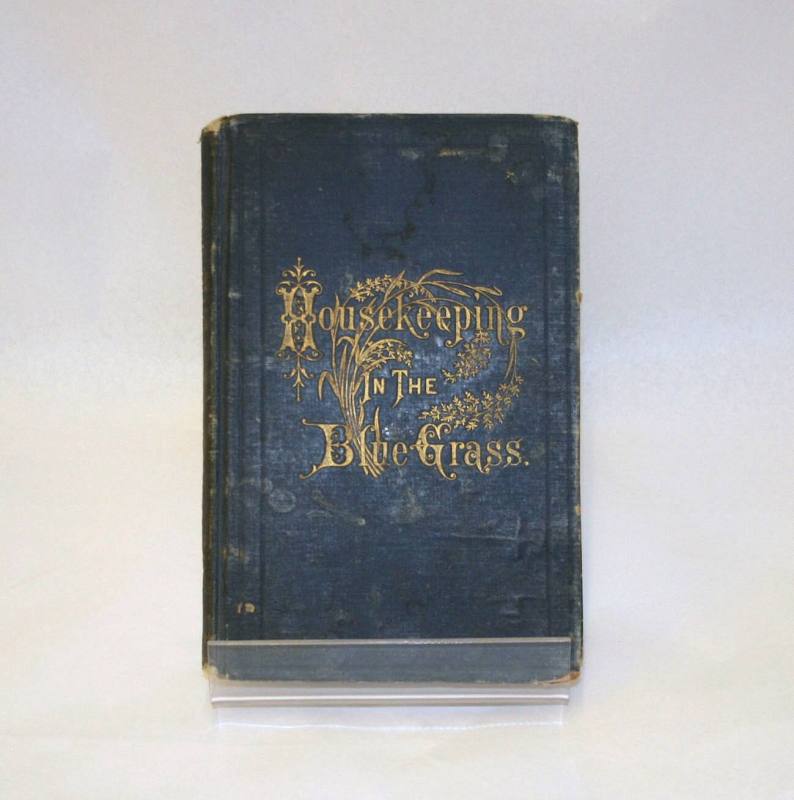 Housekeeping
IN THE
Blue Grass.